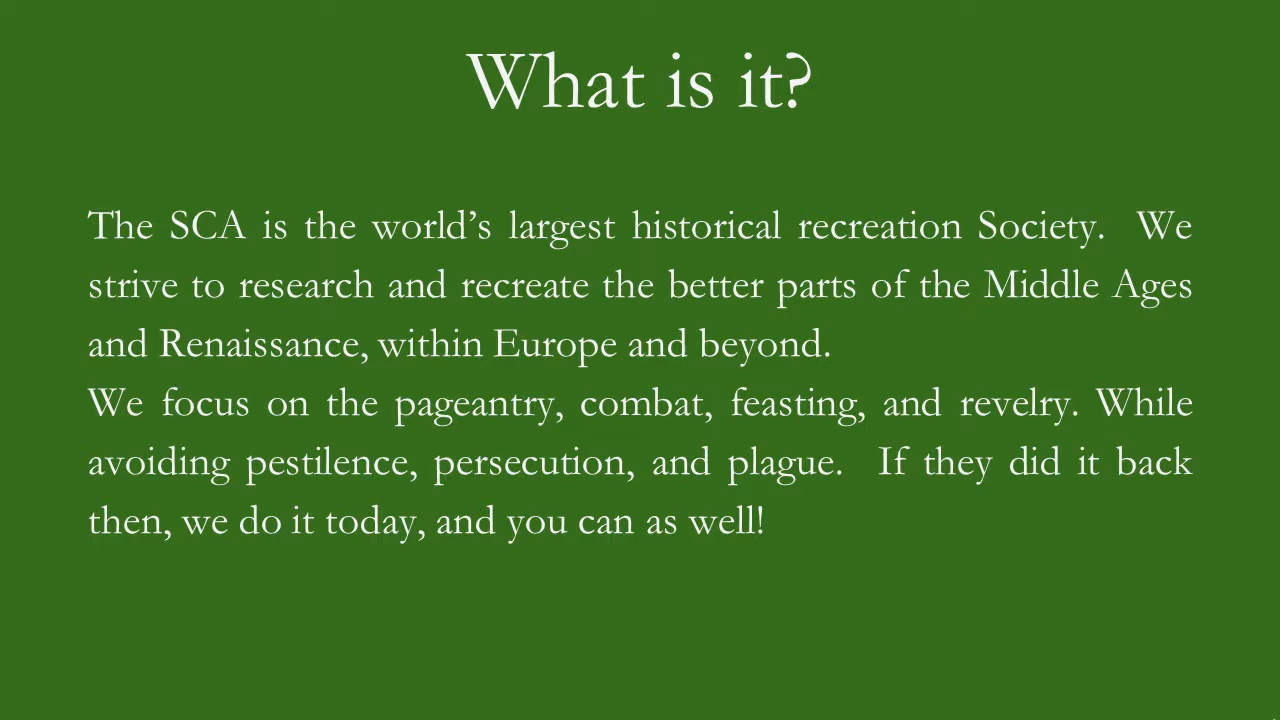 What is it?
The SCA is the world’s largest historical recreation Society.  We
strive to research and recreate the better parts of the Middle Ages
and Renaissance, within Europe and beyond.
We focus on the pageantry, combat, feasting, and revelry. While
avoiding pestilence, persecution, and plague.  If they did it back
then, we do it today, and you can as well!